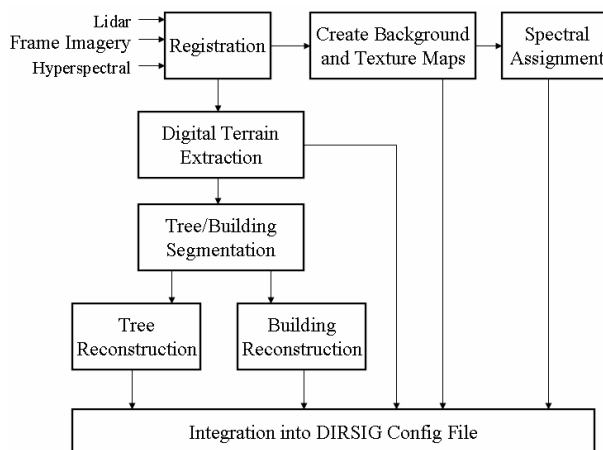 Lidar
Frame Imagery
Hyperspectral
Registration
Create Background
and Texture Maps
Spectral
Assignment
Digital Terrain
Extraction
Tree/Building
Segmentation
Tree
Reconstruction
Building
Reconstruction
Integration into DIRSIG Config File